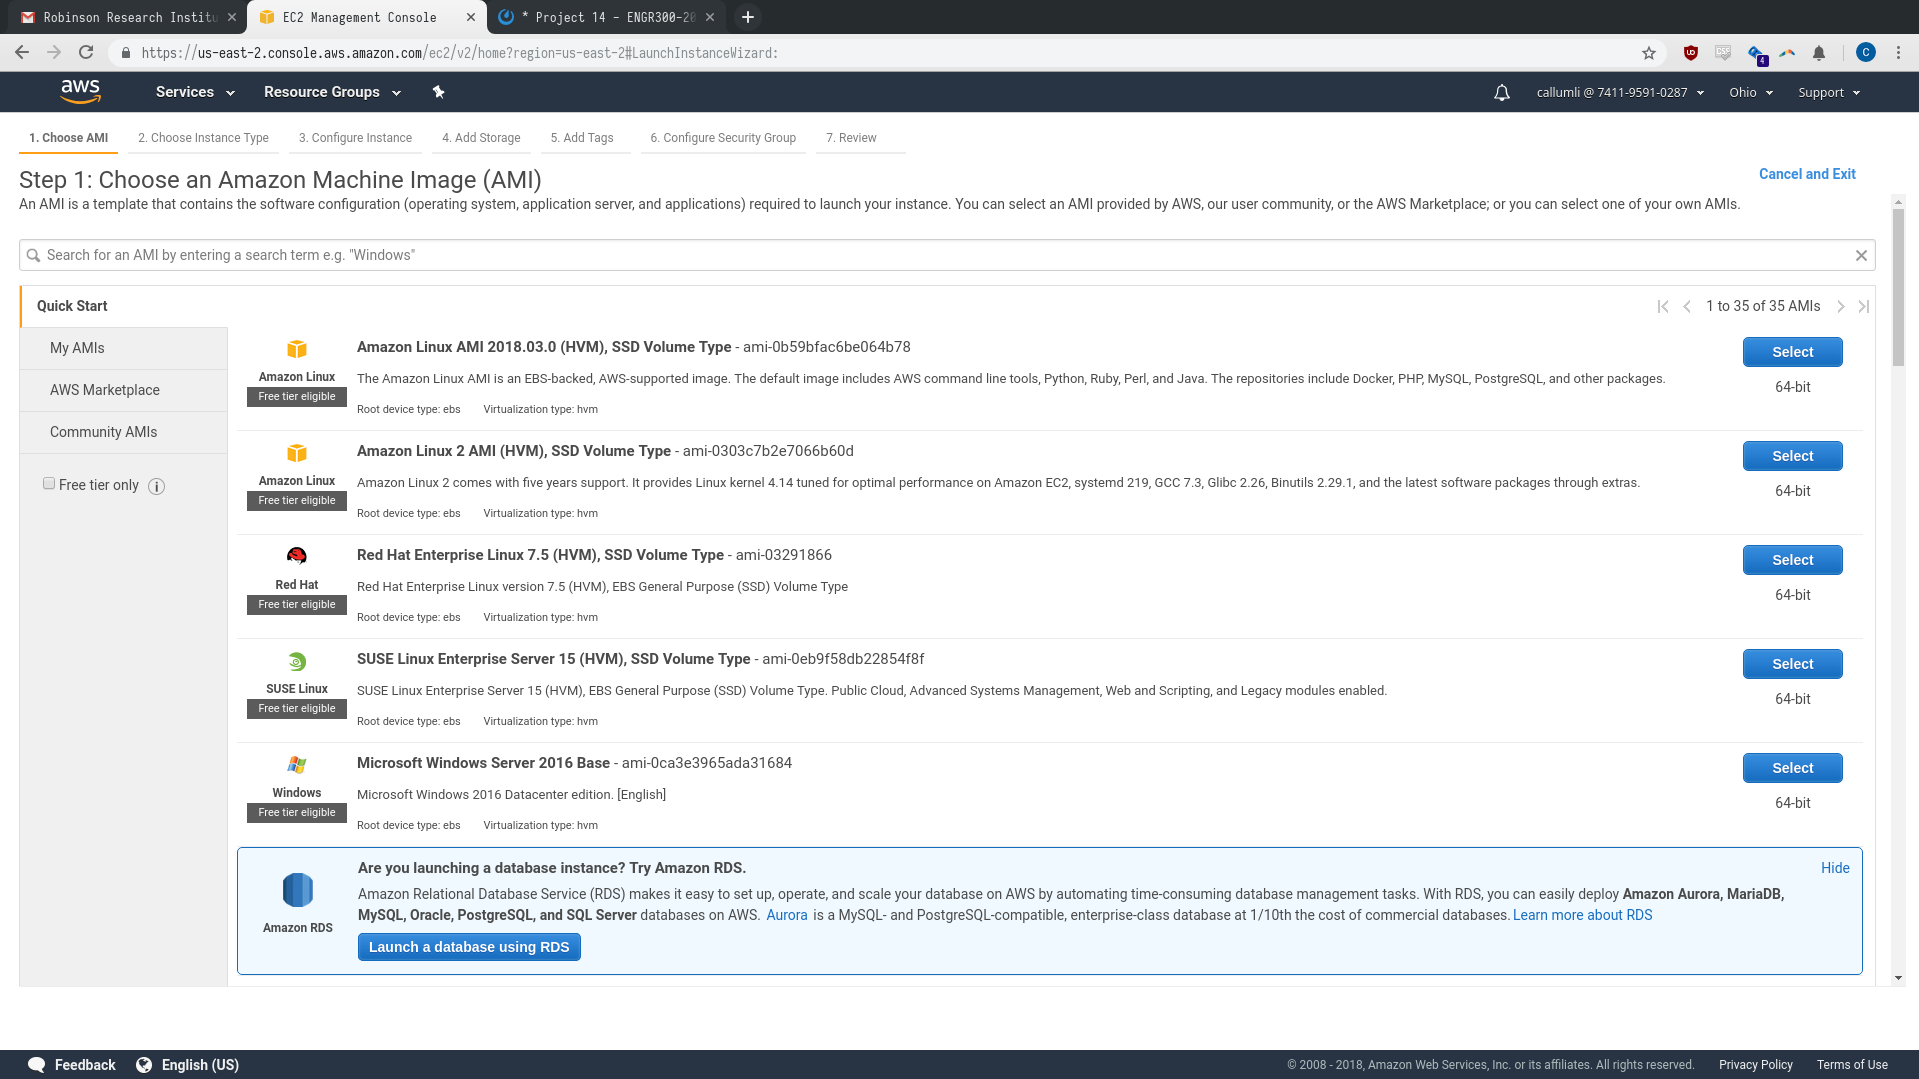 Robinson Research Institu
EC2 Management Console
* Project 14 - ENGR300-20
https://us-east-2.console.aws.amazon.com/ec2/v2/home?region=us-east-2#LaunchInstanceWizard:
4
C
aws
Services
Resource Groups
callumli @ 7411-9591-0287
Ohio
Support
1. Choose AMI
2. Choose Instance Type
3. Configure Instance
4. Add Storage
5. Add Tags
6. Configure Security Group
7. Review
Step 1: Choose an Amazon Machine Image (AMI)
Cancel and Exit
An AMI is a template that contains the software configuration (operating system, application server, and applications) required to launch your instance. You can select an AMI provided by AWS, our user community, or the AWS Marketplace; or you can select one of your own AMIs.
Search for an AMI by entering a search term e.g. "Windows"
Quick Start
My AMIs
AWS Marketplace
Community AMIs
Free tier only
i
1 to 35 of 35 AMIs
Amazon Linux
Free tier eligible
Amazon Linux AMI 2018.03.0 (HVM), SSD Volume Type - ami-0b59bfac6be064b78
The Amazon Linux AMI is an EBS-backed, AWS-supported image. The default image includes AWS command line tools, Python, Ruby, Perl, and Java. The repositories include Docker, PHP, MySQL, PostgreSQL, and other packages.
Root device type: ebs Virtualization type: hvm
Select
64-bit
Amazon Linux
Free tier eligible
Amazon Linux 2 AMI (HVM), SSD Volume Type - ami-0303c7b2e7066b60d
Amazon Linux 2 comes with five years support. It provides Linux kernel 4.14 tuned for optimal performance on Amazon EC2, systemd 219, GCC 7.3, Glibc 2.26, Binutils 2.29.1, and the latest software packages through extras.
Root device type: ebs Virtualization type: hvm
Select
64-bit
Red Hat
Free tier eligible
Red Hat Enterprise Linux 7.5 (HVM), SSD Volume Type - ami-03291866
Red Hat Enterprise Linux version 7.5 (HVM), EBS General Purpose (SSD) Volume Type
Root device type: ebs Virtualization type: hvm
Select
64-bit
SUSE Linux
Free tier eligible
SUSE Linux Enterprise Server 15 (HVM), SSD Volume Type - ami-0eb9f58db22854f8f
SUSE Linux Enterprise Server 15 (HVM), EBS General Purpose (SSD) Volume Type. Public Cloud, Advanced Systems Management, Web and Scripting, and Legacy modules enabled.
Root device type: ebs Virtualization type: hvm
Select
64-bit
Windows
Free tier eligible
Microsoft Windows Server 2016 Base - ami-0ca3e3965ada31684
Microsoft Windows 2016 Datacenter edition. [English]
Root device type: ebs Virtualization type: hvm
Select
64-bit
Amazon RDS
Are you launching a database instance? Try Amazon RDS.
Hide
Amazon Relational Database Service (RDS) makes it easy to set up, operate, and scale your database on AWS by automating time-consuming database management tasks. With RDS, you can easily deploy Amazon Aurora, MariaDB,
MySQL, Oracle, PostgreSQL, and SQL Server databases on AWS. Aurora is a MySQL- and PostgreSQL-compatible, enterprise-class database at 1/10th the cost of commercial databases. Learn more about RDS
Launch a database using RDS
Feedback
English (US)
© 2008 - 2018, Amazon Web Services, Inc. or its affiliates. All rights reserved.
Privacy Policy
Terms of Use